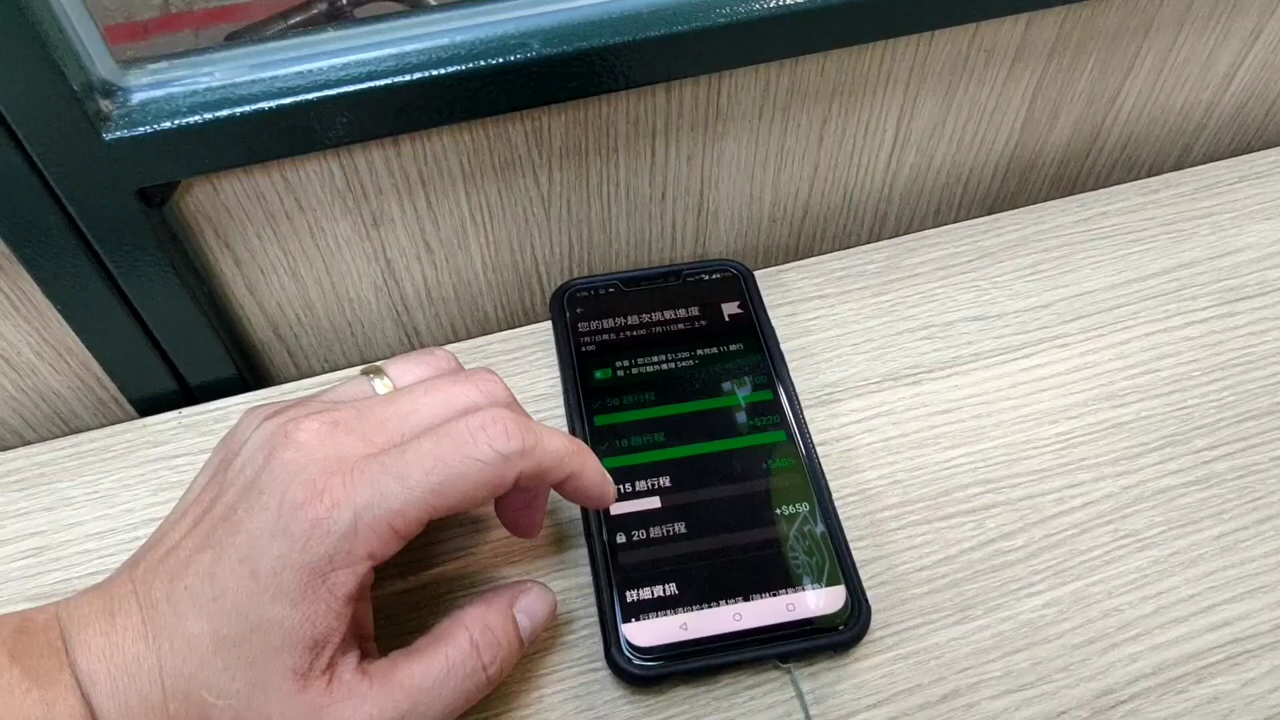 您的額外趟次挑戰進度
7月7日周五 上午4:00 - 7月11日周二 上午
4:00
恭喜！您已獲得 $1,320。再完成 11 趟行
程，即可額外獲得 $405。
50 趟行程
10 趟行程 +$220
/15 趟行程 +$405
20 趟行程 +$650
詳細資訊